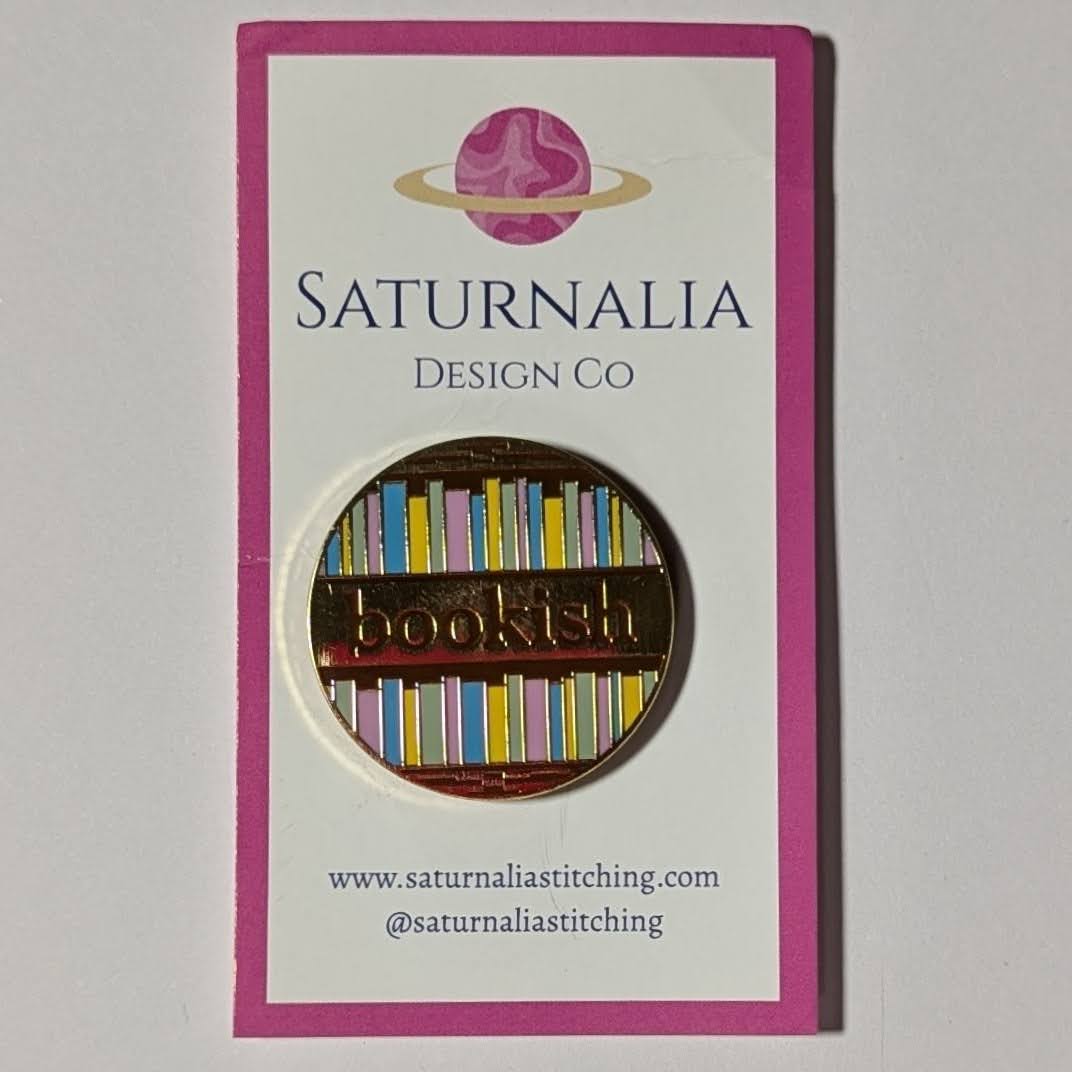 SATURNALIA
DESIGN CO
bookish
www.saturnaliastitching.com
@saturnaliastitching